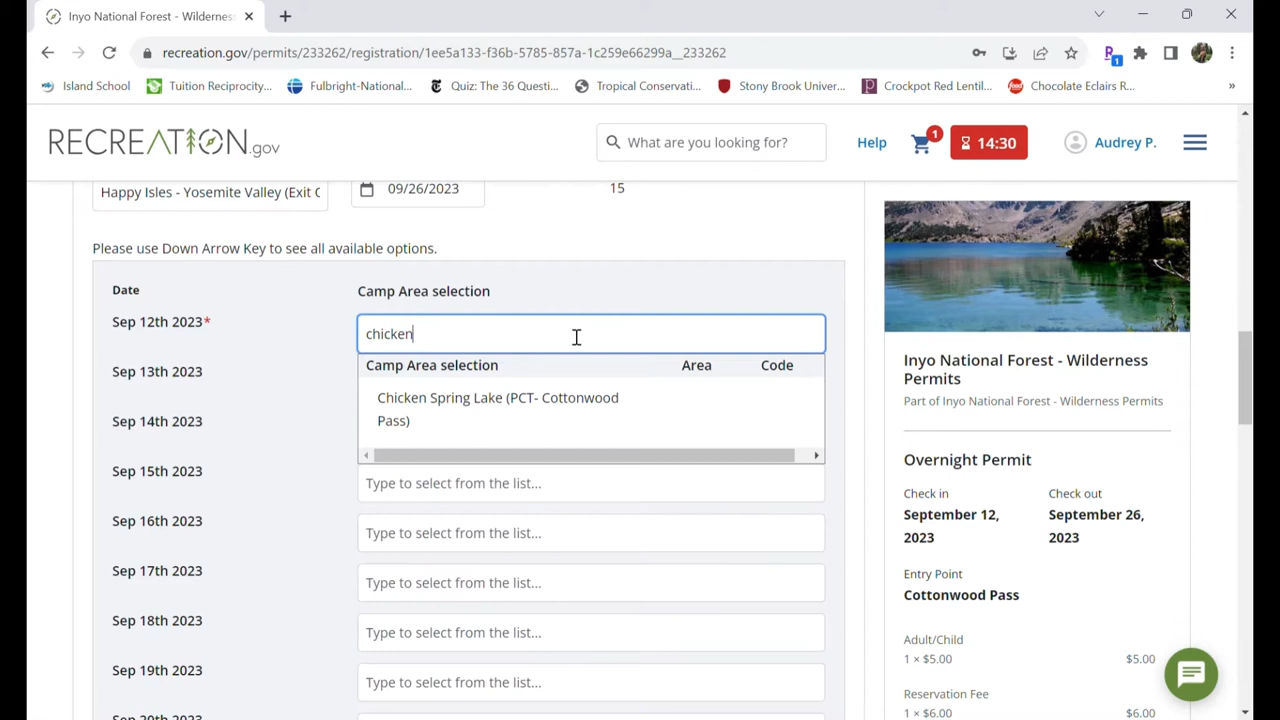 Inyo National Forest - Wilderness
recreation.gov/permits/233262/registration/1ee5a133-f36b-5785-857a-1c259e66299a__233262
1
Island School
Tuition Reciprocity...
Fulbright-National...
Quiz: The 36 Questi...
Tropical Conservati...
Stony Brook Univer...
Crockpot Red Lentil...
Chocolate Eclairs R...
»
RECREATION.gov
What are you looking for?
Help
1
14:30
Audrey P.
Happy Isles - Yosemite Valley (Exit
09/26/2023
15
Please use Down Arrow Key to see all available options.
Date
Camp Area selection
Sep 12th 2023*
chicken
Camp Area selection Area Code
Chicken Spring Lake (PCT- Cottonwood
Pass)
Sep 13th 2023
Sep 14th 2023
Sep 15th 2023
Type to select from the list...
Sep 16th 2023
Type to select from the list...
Sep 17th 2023
Type to select from the list...
Sep 18th 2023
Type to select from the list...
Sep 19th 2023
Type to select from the list...
Sep 20th 2023
Inyo National Forest - Wilderness
Permits
Part of Inyo National Forest - Wilderness Permits
Overnight Permit
Check in
September 12,
2023
Check out
September 26,
2023
Entry Point
Cottonwood Pass
Adult/Child
1 × $5.00 $5.00
Reservation Fee
1 × $6.00 $6.00